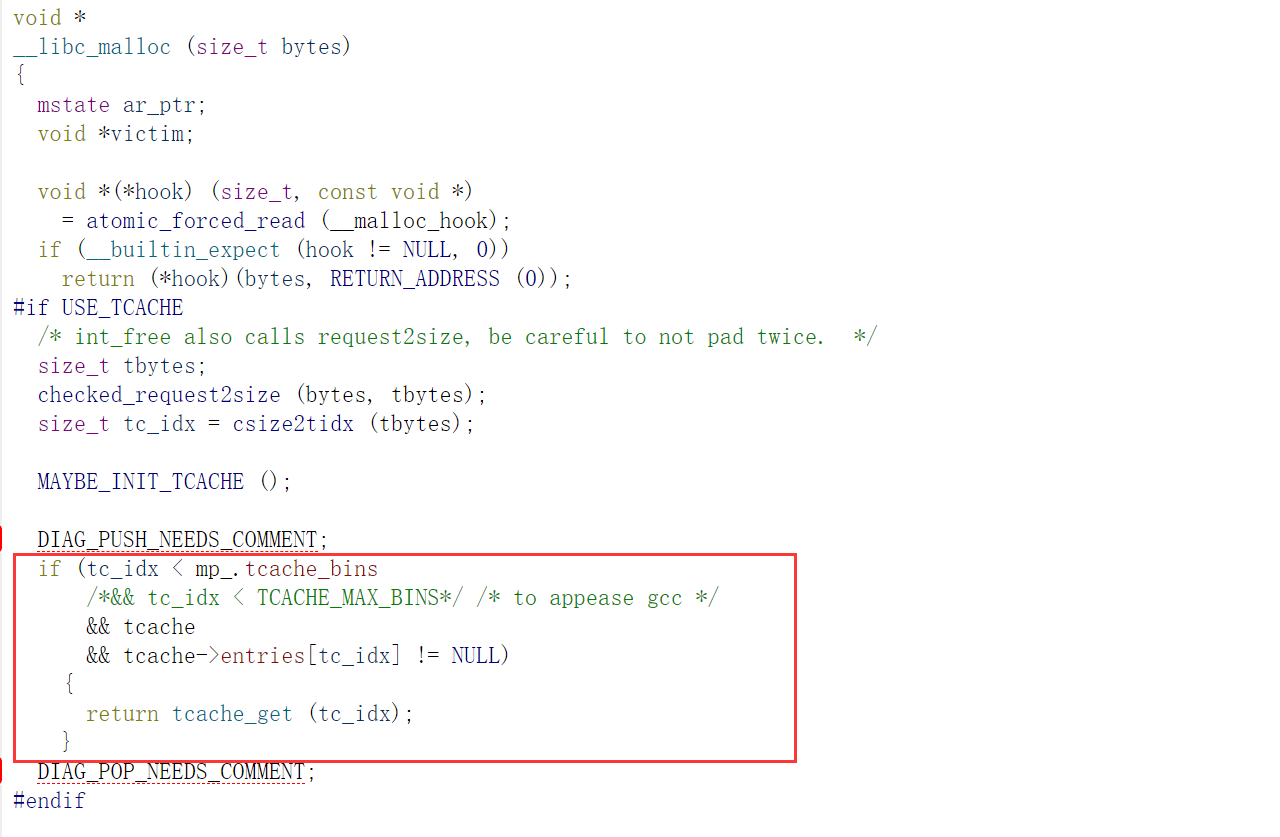 void *
__libc_malloc (size_t bytes)
{
  mstate ar_ptr;
  void *victim;

  void *(*hook) (size_t, const void *)
    = atomic_forced_read (__malloc_hook);
  if (__builtin_expect (hook != NULL, 0))
    return (*hook)(bytes, RETURN_ADDRESS (0));
#if USE_TCACHE
  /* int_free also calls request2size, be careful to not pad twice.  */
  size_t tbytes;
  checked_request2size (bytes, tbytes);
  size_t tc_idx = csize2tidx (tbytes);

  MAYBE_INIT_TCACHE ();

  DIAG_PUSH_NEEDS_COMMENT;
  if (tc_idx < mp_.tcache_bins
      /*&& tc_idx < TCACHE_MAX_BINS*/ /* to appease gcc */
      && tcache
      && tcache->entries[tc_idx] != NULL)
    {
      return tcache_get (tc_idx);
    }
  DIAG_POP_NEEDS_COMMENT;
#endif